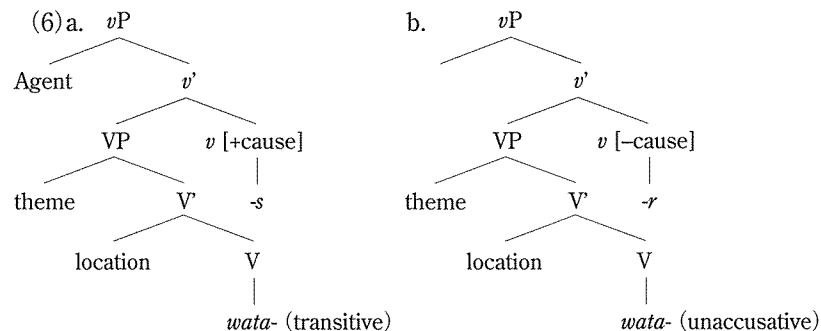 (6) a. vP b. vP
Agent v' v'
VP v [+cause] VP v [–cause]
theme V' -s theme V' -r
location V location V
wata- (transitive) wata- (unaccusative)